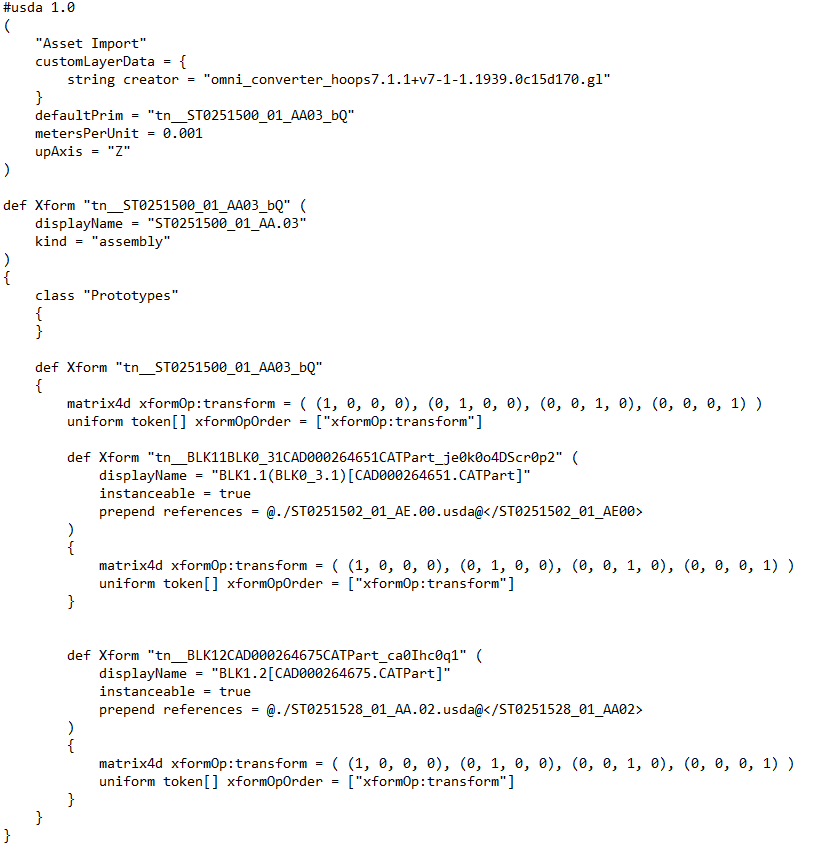 #usda 1.0
(
    "Asset Import"
    customLayerData = {
        string creator = "omni_converter_hoops7.1.1+v7-1-1.1939.0c15d170.gl"
    }
    defaultPrim = "tn__ST0251500_01_AA03_bQ"
    metersPerUnit = 0.001
    upAxis = "Z"
)

def Xform "tn__ST0251500_01_AA03_bQ" (
    displayName = "ST0251500_01_AA.03"
    kind = "assembly"
)
{
    class "Prototypes"
    {
    }

    def Xform "tn__ST0251500_01_AA03_bQ"
    {
        matrix4d xformOp:transform = ( (1, 0, 0, 0), (0, 1, 0, 0), (0, 0, 1, 0), (0, 0, 0, 1) )
        uniform token[] xformOpOrder = ["xformOp:transform"]

        def Xform "tn__BLK11BLK0_31CAD000264651CATPart_je0k0o4DScr0p2" (
            displayName = "BLK1.1(BLK0_3.1)[CAD000264651.CATPart]"
            instanceable = true
            prepend references = @./ST0251502_01_AE.00.usda@</ST0251502_01_AE00>
        )
        {
            matrix4d xformOp:transform = ( (1, 0, 0, 0), (0, 1, 0, 0), (0, 0, 1, 0), (0, 0, 0, 1) )
            uniform token[] xformOpOrder = ["xformOp:transform"]
        }


        def Xform "tn__BLK12CAD000264675CATPart_ca0Ihc0q1" (
            displayName = "BLK1.2[CAD000264675.CATPart]"
            instanceable = true
            prepend references = @./ST0251528_01_AA.02.usda@</ST0251528_01_AA02>
        )
        {
            matrix4d xformOp:transform = ( (1, 0, 0, 0), (0, 1, 0, 0), (0, 0, 1, 0), (0, 0, 0, 1) )
            uniform token[] xformOpOrder = ["xformOp:transform"]
        }
    }
}